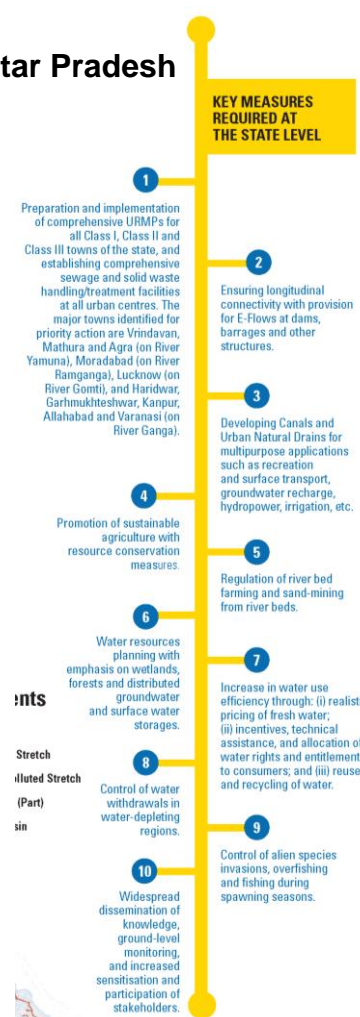 tar Pradesh
KEY MEASURES
REQUIRED AT
THE STATE LEVEL
1
Preparation and implementation
of comprehensive URMPs for
all Class I, Class II and
Class III towns of the state, and
establishing comprehensive
sewage and solid waste
handling/treatment facilities
at all urban centres. The
major towns identified for
priority action are Vrindavan,
Mathura and Agra (on River
Yamuna), Moradabad (on River
Ramganga), Lucknow (on
River Gomti), and Haridwar,
Garhmukhteshwar, Kanpur,
Allahabad and Varanasi (on
River Ganga).
2
Ensuring longitudinal
connectivity with provision
for E-Flows at dams,
barrages and other
structures.
3
Developing Canals and
Urban Natural Drains for
multipurpose applications
such as recreation
and surface transport,
groundwater recharge,
hydropower, irrigation, etc.
4
Promotion of sustainable
agriculture with
resource conservation
measures.
5
Regulation of river bed
farming and sand-mining
from river beds.
6
Water resources
planning with
emphasis on wetlands,
forests and distributed
groundwater
and surface water
storages.
7
Increase in water use
efficiency through: (i) realisti
pricing of fresh water;
(ii) incentives, technical
assistance, and allocation of
water rights and entitlement
to consumers; and (iii) reuse
and recycling of water.
8
Control of water
withdrawals in
water-depleting
regions.
9
Control of alien species
invasions, overfishing
and fishing during
spawning seasons.
10
Widespread
dissemination of
knowledge,
ground-level
monitoring,
and increased
sensitisation and
participation of
stakeholders.
ents
Stretch
olluted Stretch
(Part)
sin